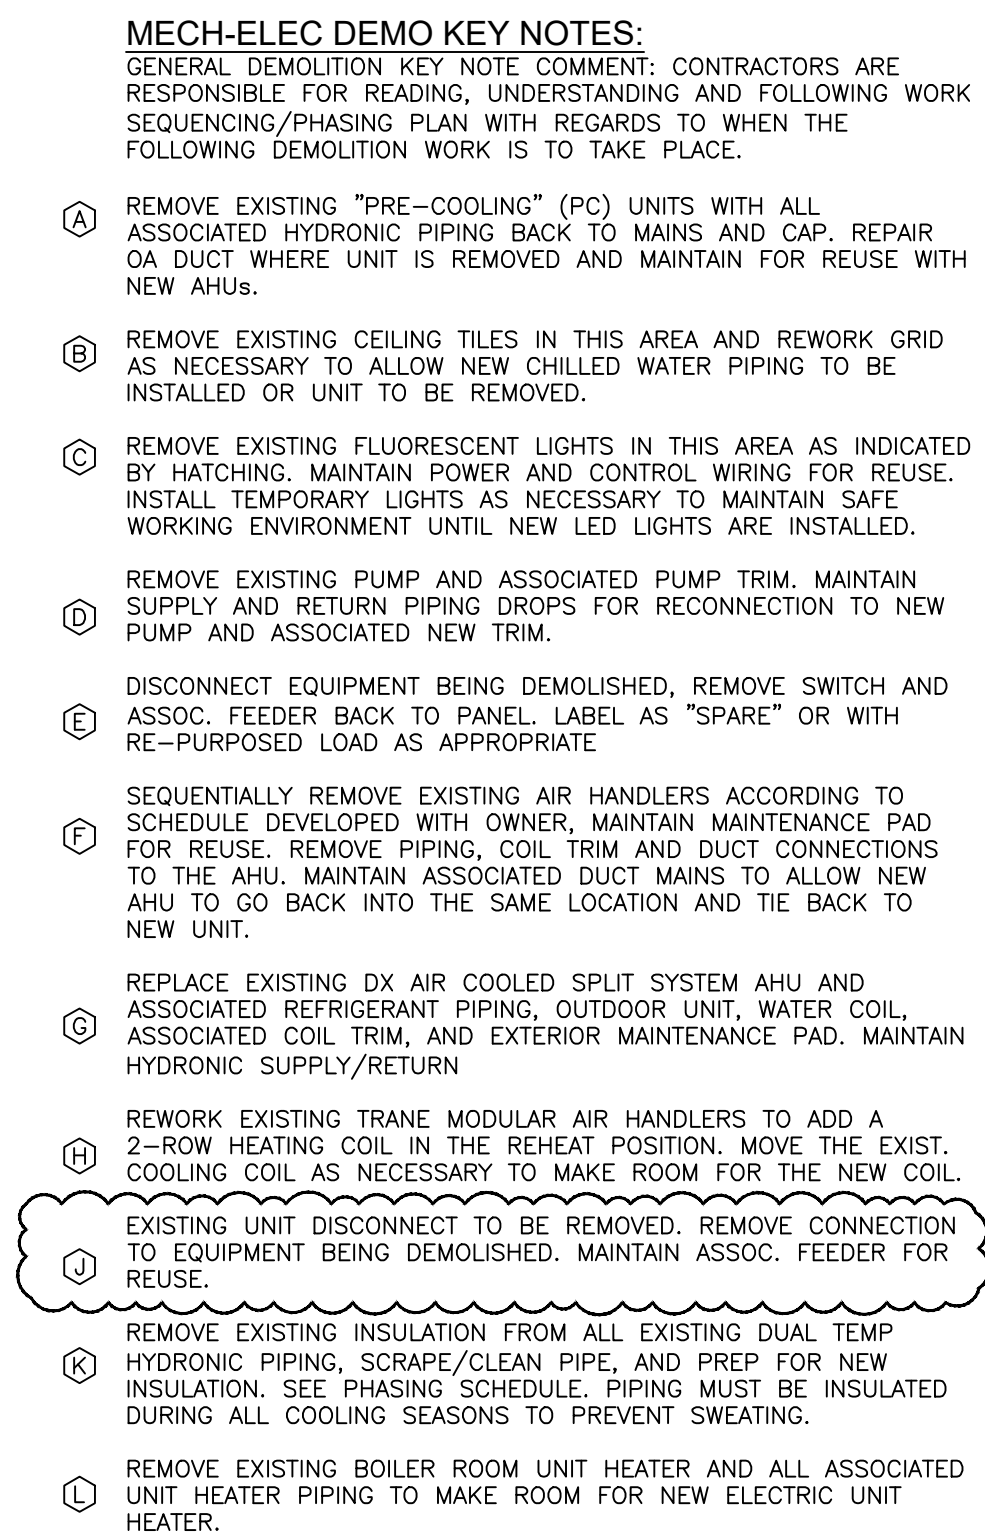 MECH-ELEC DEMO KEY NOTES:
GENERAL DEMOLITION KEY NOTE COMMENT: CONTRACTORS ARE
RESPONSIBLE FOR READING, UNDERSTANDING AND FOLLOWING WORK
SEQUENCING/PHASING PLAN WITH REGARDS TO WHEN THE
FOLLOWING DEMOLITION WORK IS TO TAKE PLACE.
A
REMOVE EXISTING "PRE-COOLING" (PC) UNITS WITH ALL
ASSOCIATED HYDRONIC PIPING BACK TO MAINS AND CAP. REPAIR
OA DUCT WHERE UNIT IS REMOVED AND MAINTAIN FOR REUSE WITH
NEW AHUs.
B
REMOVE EXISTING CEILING TILES IN THIS AREA AND REWORK GRID
AS NECESSARY TO ALLOW NEW CHILLED WATER PIPING TO BE
INSTALLED OR UNIT TO BE REMOVED.
C
REMOVE EXISTING FLUORESCENT LIGHTS IN THIS AREA AS INDICATED
BY HATCHING. MAINTAIN POWER AND CONTROL WIRING FOR REUSE.
INSTALL TEMPORARY LIGHTS AS NECESSARY TO MAINTAIN SAFE
WORKING ENVIRONMENT UNTIL NEW LED LIGHTS ARE INSTALLED.
D
REMOVE EXISTING PUMP AND ASSOCIATED PUMP TRIM. MAINTAIN
SUPPLY AND RETURN PIPING DROPS FOR RECONNECTION TO NEW
PUMP AND ASSOCIATED NEW TRIM.
E
DISCONNECT EQUIPMENT BEING DEMOLISHED, REMOVE SWITCH AND
ASSOC. FEEDER BACK TO PANEL. LABEL AS "SPARE" OR WITH
RE-PURPOSED LOAD AS APPROPRIATE
F
SEQUENTIALLY REMOVE EXISTING AIR HANDLERS ACCORDING TO
SCHEDULE DEVELOPED WITH OWNER, MAINTAIN MAINTENANCE PAD
FOR REUSE. REMOVE PIPING, COIL TRIM AND DUCT CONNECTIONS
TO THE AHU. MAINTAIN ASSOCIATED DUCT MAINS TO ALLOW NEW
AHU TO GO BACK INTO THE SAME LOCATION AND TIE BACK TO
NEW UNIT.
G
REPLACE EXISTING DX AIR COOLED SPLIT SYSTEM AHU AND
ASSOCIATED REFRIGERANT PIPING, OUTDOOR UNIT, WATER COIL,
ASSOCIATED COIL TRIM, AND EXTERIOR MAINTENANCE PAD. MAINTAIN
HYDRONIC SUPPLY/RETURN
H
REWORK EXISTING TRANE MODULAR AIR HANDLERS TO ADD A
2-ROW HEATING COIL IN THE REHEAT POSITION. MOVE THE EXIST.
COOLING COIL AS NECESSARY TO MAKE ROOM FOR THE NEW COIL.
J
EXISTING UNIT DISCONNECT TO BE REMOVED. REMOVE CONNECTION
TO EQUIPMENT BEING DEMOLISHED. MAINTAIN ASSOC. FEEDER FOR
REUSE.
K
REMOVE EXISTING INSULATION FROM ALL EXISTING DUAL TEMP
HYDRONIC PIPING, SCRAPE/CLEAN PIPE, AND PREP FOR NEW
INSULATION. SEE PHASING SCHEDULE. PIPING MUST BE INSULATED
DURING ALL COOLING SEASONS TO PREVENT SWEATING.
L
REMOVE EXISTING BOILER ROOM UNIT HEATER AND ALL ASSOCIATED
UNIT HEATER PIPING TO MAKE ROOM FOR NEW ELECTRIC UNIT
HEATER.